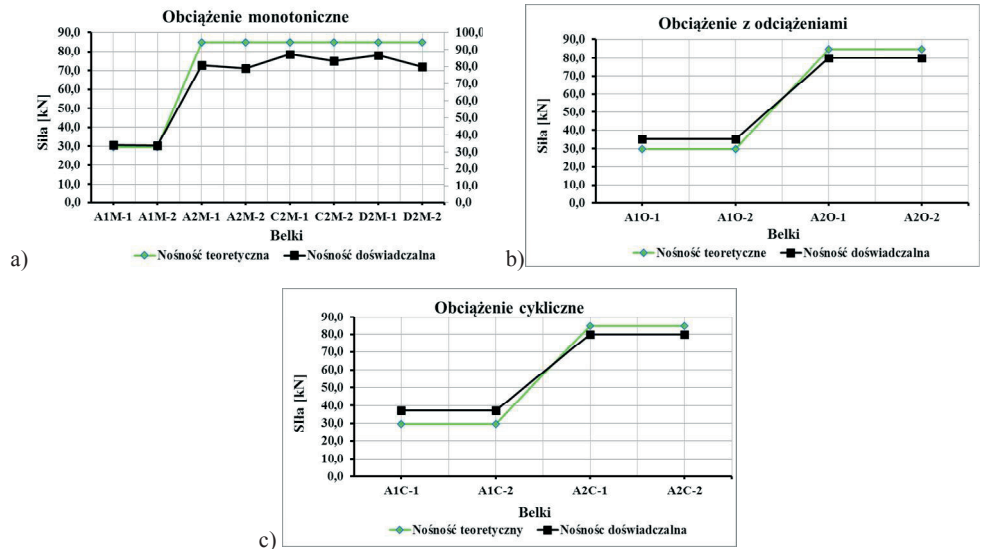 Obciążenie monotoniczne
90,0
80,0
70,0
60,0
50,0
40,0
30,0
20,0
10,0
0,0
Siła [kN]
100,0
90,0
80,0
70,0
60,0
50,0
40,0
30,0
20,0
10,0
0,0
A1M-1 A1M-2 A2M-1 A2M-2 C2M-1 C2M-2 D2M-1 D2M-2
Belki
Nośność teoretyczna Nośność doświadczalna
a)
Obciążenie z odciążeniami
90,0
80,0
70,0
60,0
50,0
40,0
30,0
20,0
10,0
0,0
Siła [kN]
A1O-1 A1O-2 A2O-1 A2O-2
Belki
Nośność teoretyczne Nośność doświadczalna
b)
Obciążenie cykliczne
90,0
80,0
70,0
60,0
50,0
40,0
30,0
20,0
10,0
0,0
SIła [kN]
A1C-1 A1C-2 A2C-1 A2C-2
Belki
Nośność teoretyczny Nośnośc doświadczalna
c)